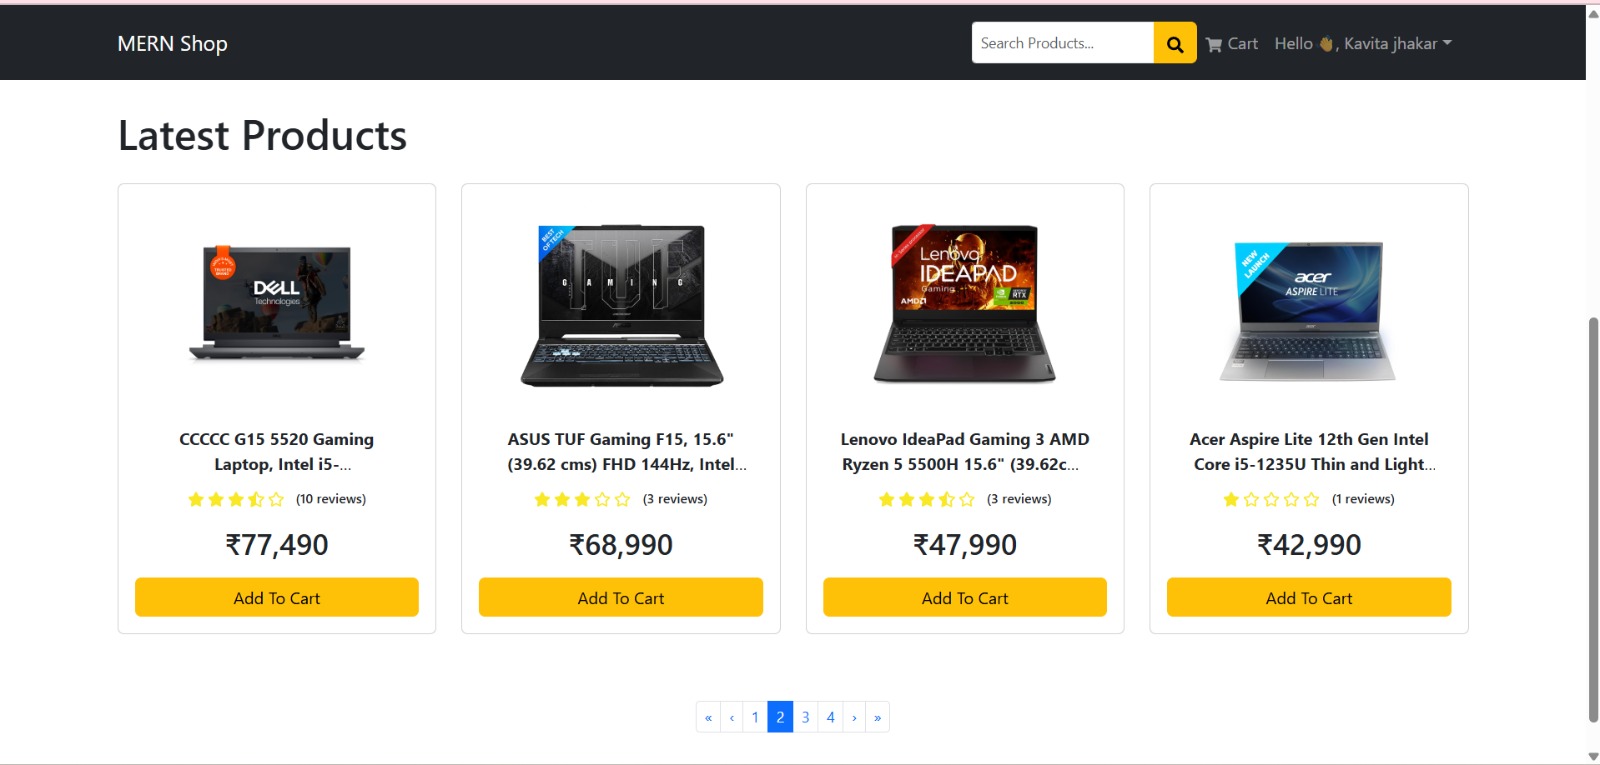 MERN Shop
Search Products...
Cart
Hello 👋🏾, Kavita jhakar
Latest Products
DELL
Technologies
CCCCC G15 5520 Gaming
Laptop, Intel i5-...
(10 reviews)
₹77,490
Add To Cart
BEST
OF TECH
GAMING
ASUS TUF Gaming F15, 15.6"
(39.62 cms) FHD 144Hz, Intel...
(3 reviews)
₹68,990
Add To Cart
Lenovo
IDEAPAD
Gaming
AMD
RTX
Lenovo IdeaPad Gaming 3 AMD
Ryzen 5 5500H 15.6" (39.62c...
(3 reviews)
₹47,990
Add To Cart
NEW
LAUNCH
acer
ASPIRE LITE
Acer Aspire Lite 12th Gen Intel
Core i5-1235U Thin and Light...
(1 reviews)
₹42,990
Add To Cart
« ‹ 1 2 3 4 › »